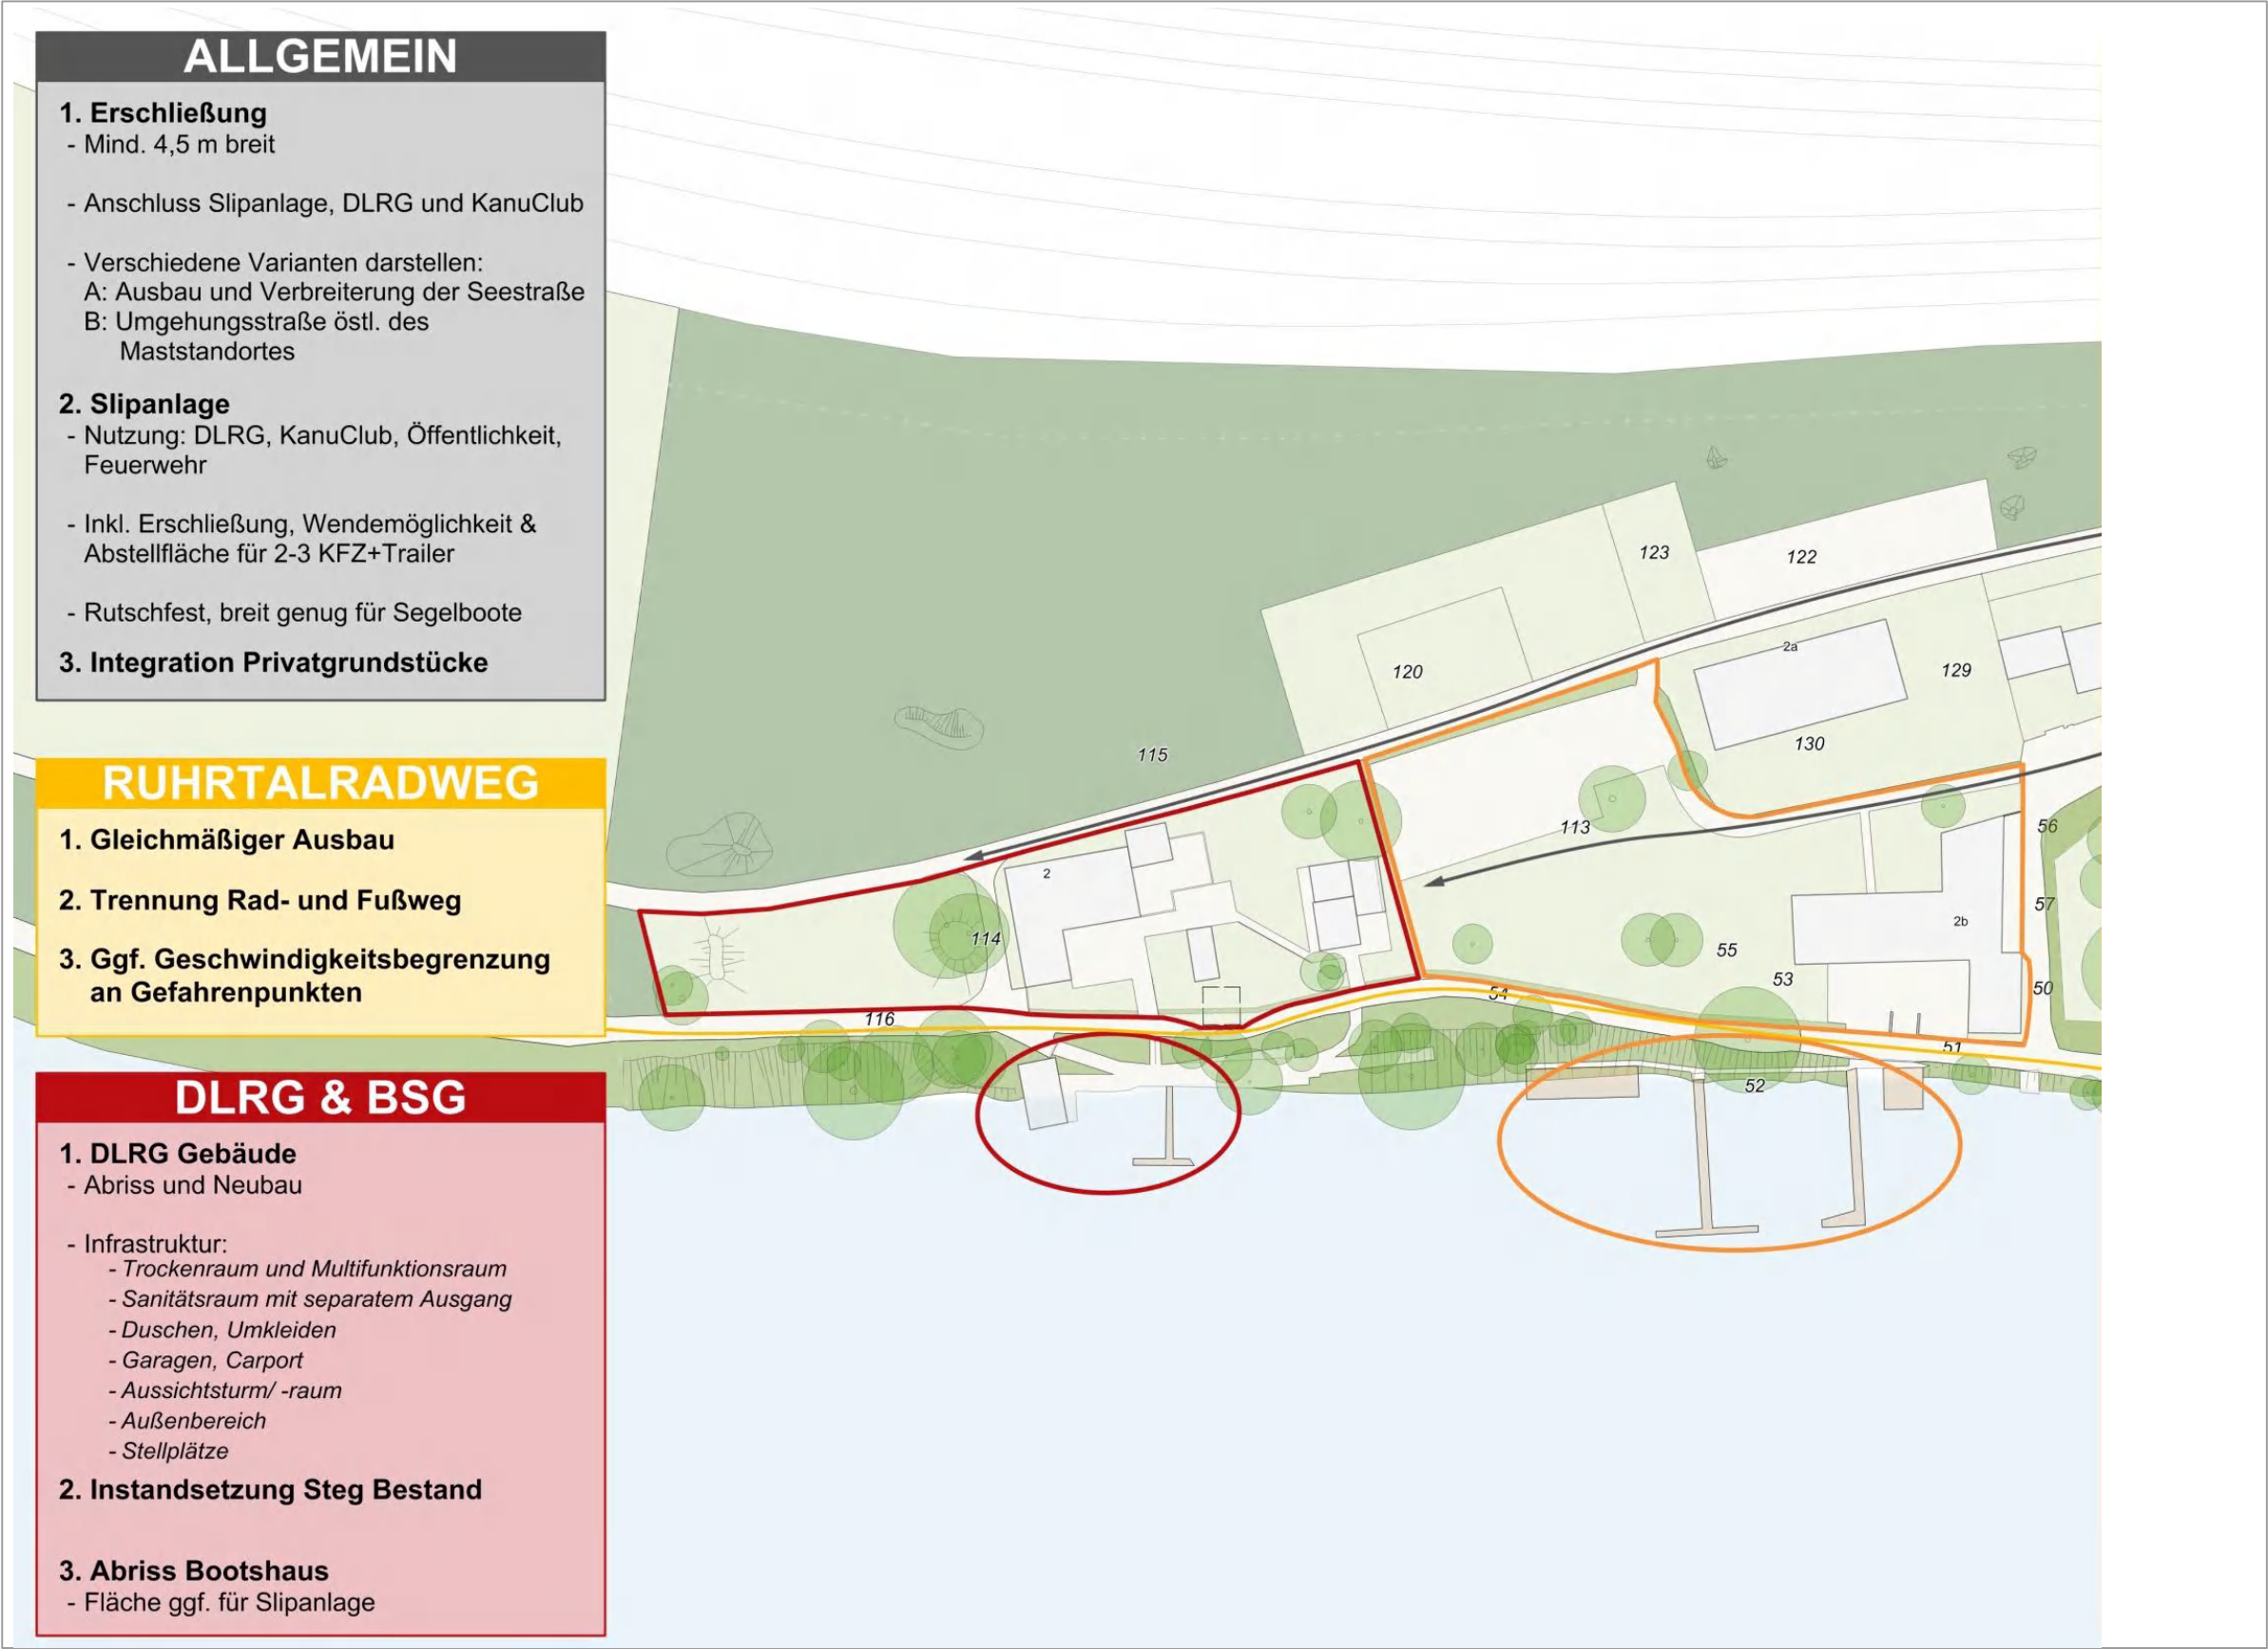 ALLGEMEIN
1. Erschließung
- Mind. 4,5 m breit
- Anschluss Slipanlage, DLRG und KanuClub
- Verschiedene Varianten darstellen:
A: Ausbau und Verbreiterung der Seestraße
B: Umgehungsstraße östl. des
Maststandortes
2. Slipanlage
- Nutzung: DLRG, KanuClub, Öffentlichkeit,
Feuerwehr
- Inkl. Erschließung, Wendemöglichkeit &
Abstellfläche für 2-3 KFZ+Trailer
- Rutschfest, breit genug für Segelboote
3. Integration Privatgrundstücke
RUHRTALRADWEG
1. Gleichmäßiger Ausbau
2. Trennung Rad- und Fußweg
3. Ggf. Geschwindigkeitsbegrenzung
an Gefahrenpunkten
DLRG & BSG
1. DLRG Gebäude
- Abriss und Neubau
- Infrastruktur:
- Trockenraum und Multifunktionsraum
- Sanitätsraum mit separatem Ausgang
- Duschen, Umkleiden
- Garagen, Carport
- Aussichtsturm/ -raum
- Außenbereich
- Stellplätze
2. Instandsetzung Steg Bestand
3. Abriss Bootshaus
- Fläche ggf. für Slipanlage
123
122
120
2a
129
130
115
113
56
2
57
114
2b
55
53
50
54
116
51
52